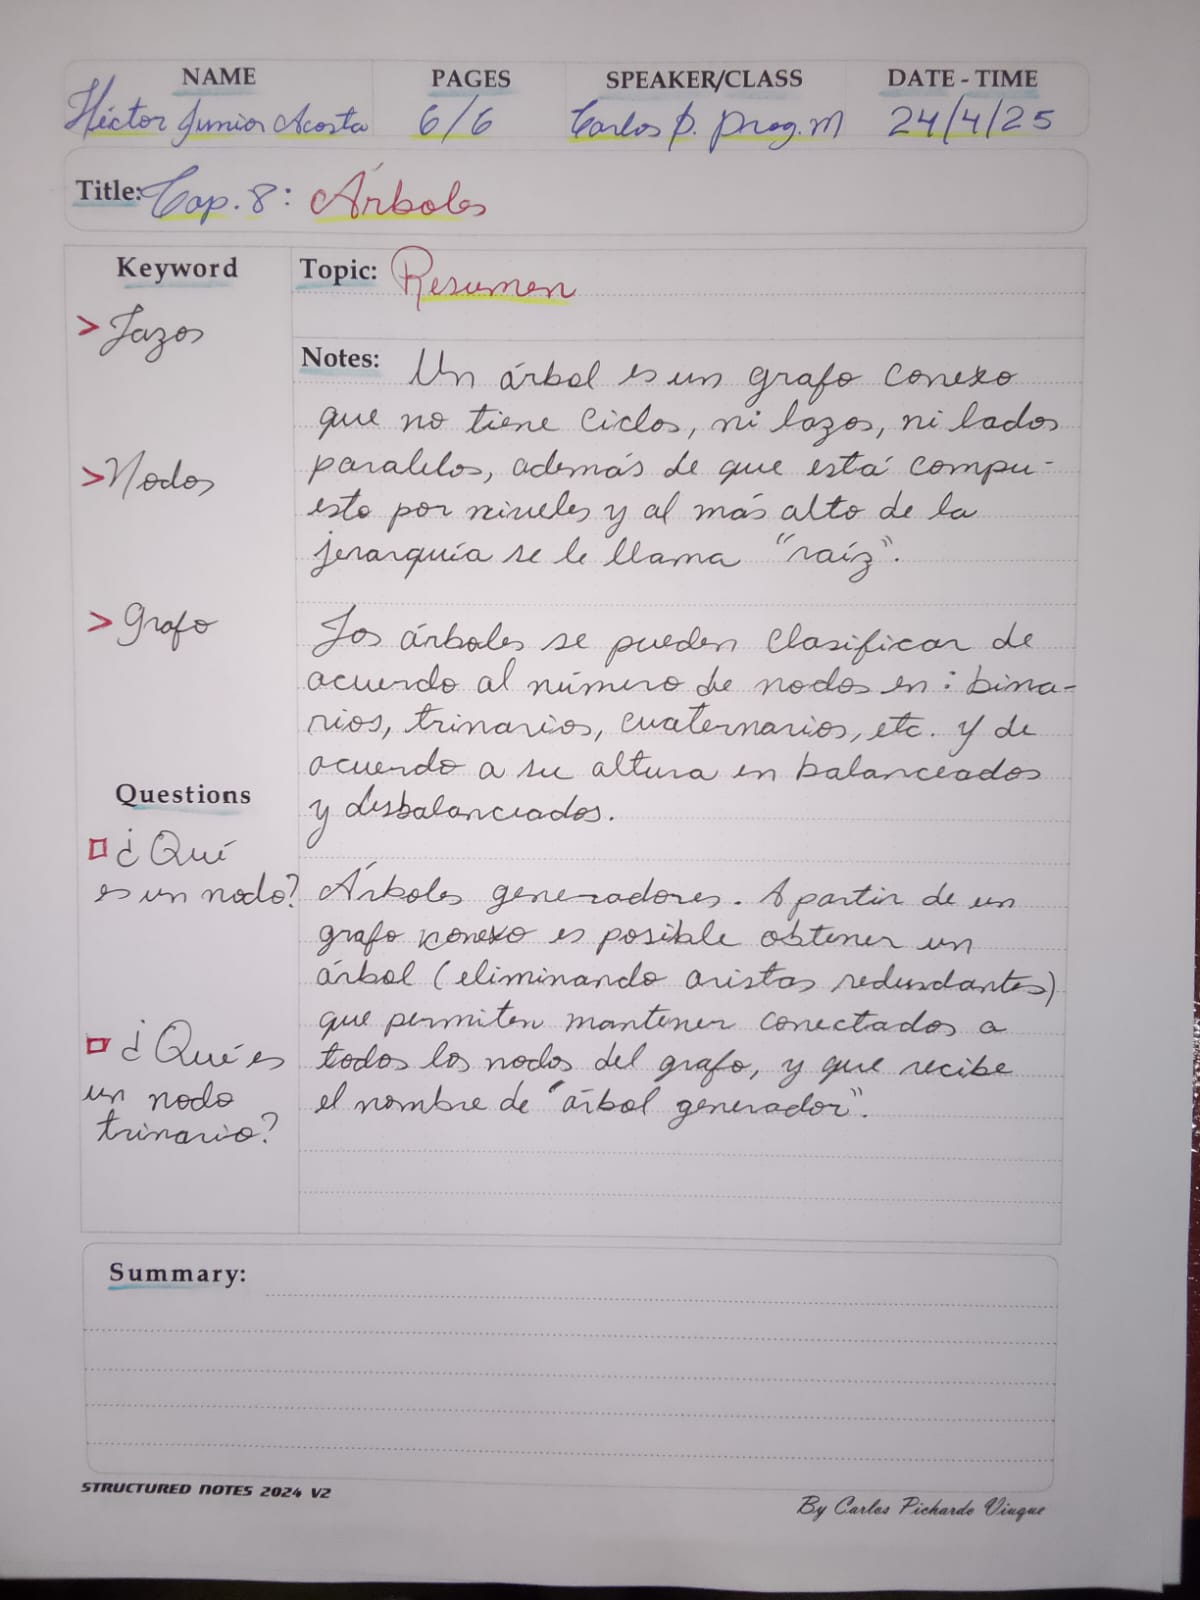 NAME PAGES SPEAKER/CLASS DATE - TIME
Héctor Junior Acosta 6/6 Carlos P. Prog.M 24/4/25
Title: Cap. 8: Árboles
Keyword
> Lazos
> Nodos
> Grafo
Questions
¿Qué
es un nodo?
¿Qué es
un nodo
trinario?
Topic: Resumen
Notes: Un árbol es un grafo conexo
que no tiene ciclos, ni lazos, ni lados
paralelos, además de que está compu-
esto por niveles y al más alto de la
jerarquía se le llama "raíz".
Los árboles se pueden clasificar de
acuerdo al número de nodos en: bina-
rios, trinarios, cuaternarios, etc. y de
acuerdo a su altura en balanceados
y desbalanceados.
Árboles generadores. A partir de un
grafo conexo es posible obtener un
árbol (eliminando aristas redundantes)
que permiten mantener conectados a
todos los nodos del grafo, y que recibe
el nombre de "árbol generador".
Summary:
STRUCTURED NOTES 2024 V2
By Carlos Pichardo Viuque